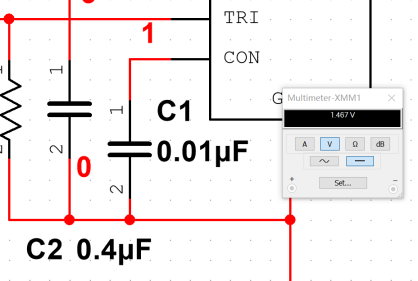 TRI
1
CON
1
1
C1
G
Multimeter-XMM1
1.467 V
A
V
Ω
dB
0.01µF
2
0
2
Set...
+
-
C2 0.4µF